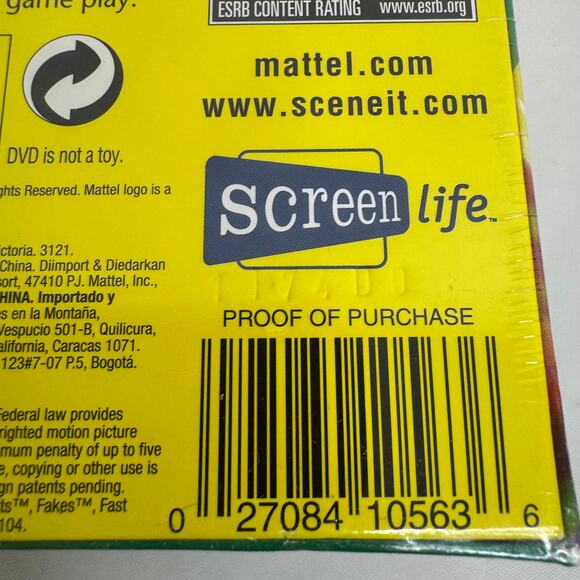 game play.
ESRB CONTENT RATING www.esrb.org
mattel.com
www.sceneit.com
DVD is not a toy.
ghts Reserved. Mattel logo is a
screen life™
ictoria. 3121.
China. Diimport & Diedarkan
sort, 47410 PJ. Mattel, Inc.,
HINA. Importado y
es en la Montaña,
Vespucio 501-B, Quilicura,
alifornia, Caracas 1071.
123#7-07 P.5, Bogotá.
PROOF OF PURCHASE
Federal law provides
righted motion picture
mum penalty of up to five
e, copying or other use is
gn patents pending.
ts™, Fakes™, Fast
104.
0 27084 10563 6